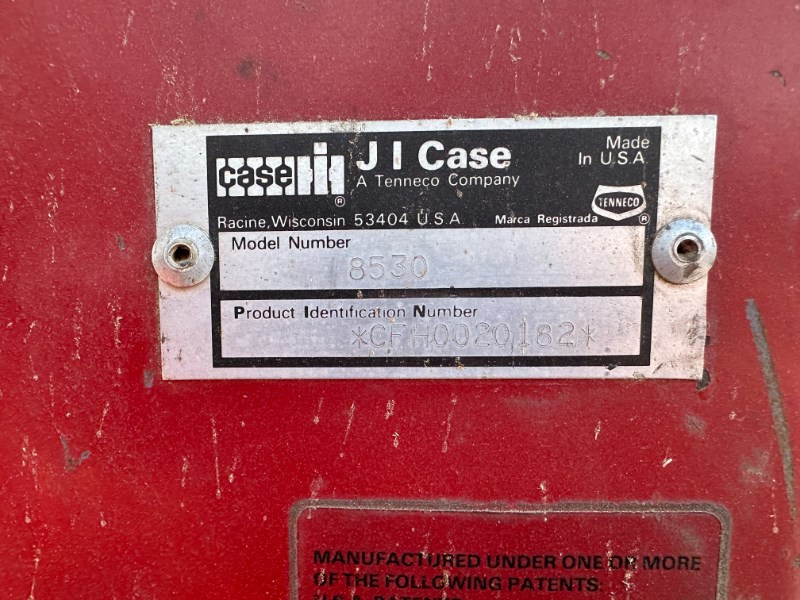 case IH ® J I Case
A Tenneco Company
Made
In U.S.A.
TENNECO
Racine, Wisconsin 53404 U.S.A. Marca Registrada ®
Model Number
8530
Product Identification Number
*CFH0020182*
MANUFACTURED UNDER ONE OR MORE
OF THE FOLLOWING PATENTS: